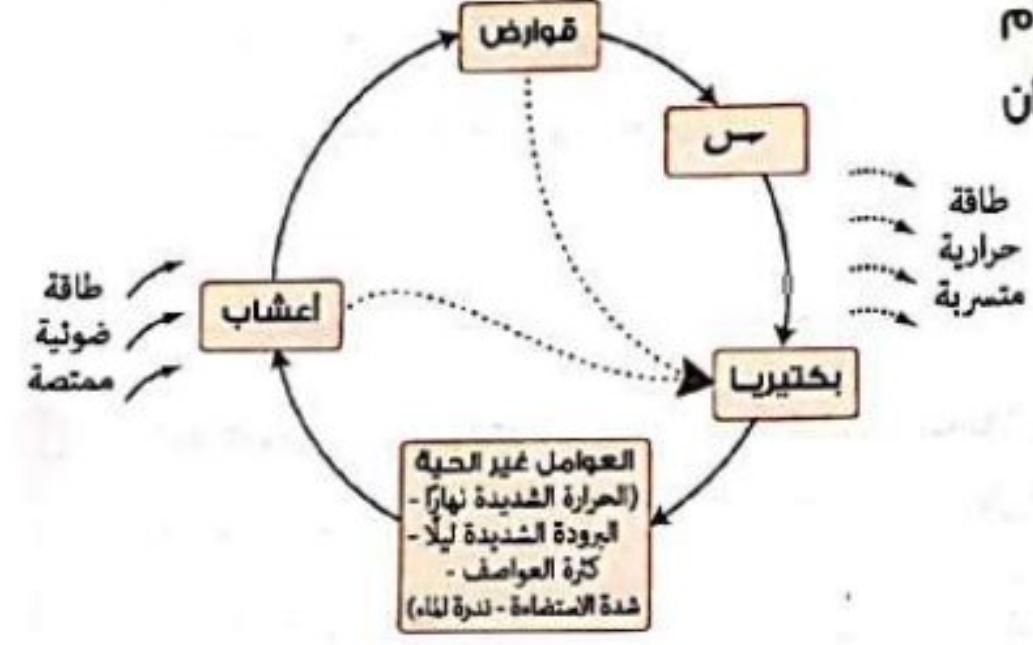 قوارض
س
طاقة
حرارية
متسربة
طاقة
ضوئية
ممتصة
أعشاب
بكتيريا
العوامل غير الحية
(الحرارة الشديدة نهارًا -
البرودة الشديدة ليلًا -
كثرة العواصف -
شدة الاستضاءة - ندرة الماء)